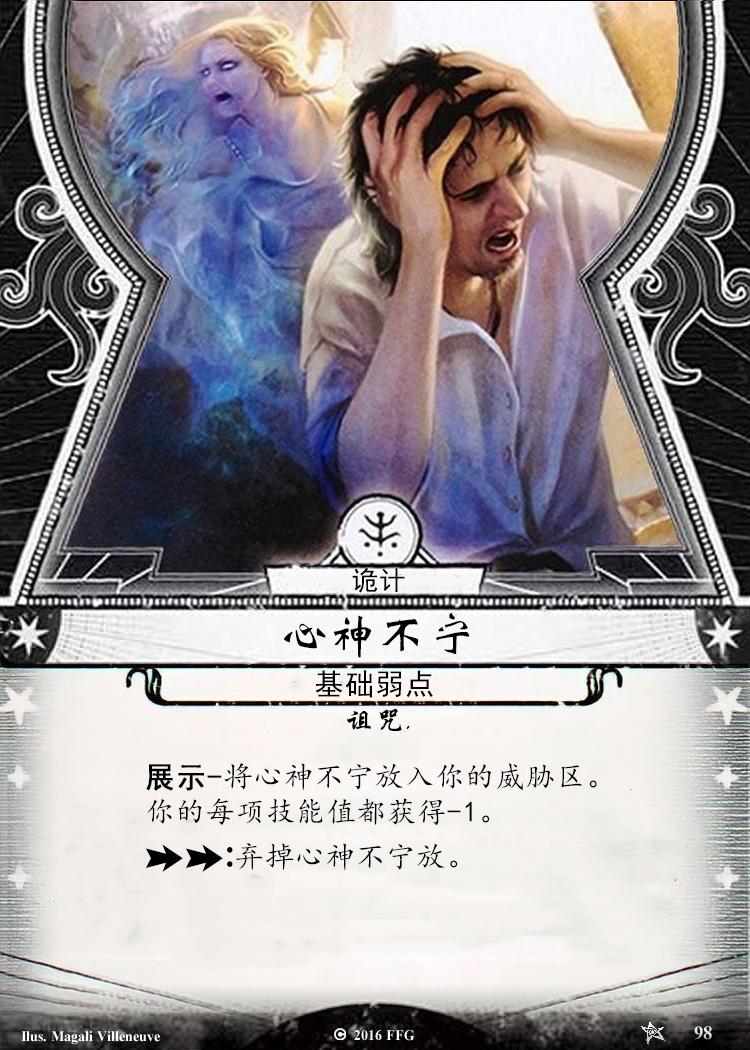 诡计
心神不宁
基础弱点
诅咒.
展示-将心神不宁放入你的威胁区。
你的每项技能值都获得-1。
:弃掉心神不宁放。
Ilus. Magali Villeneuve
© 2016 FFG
98